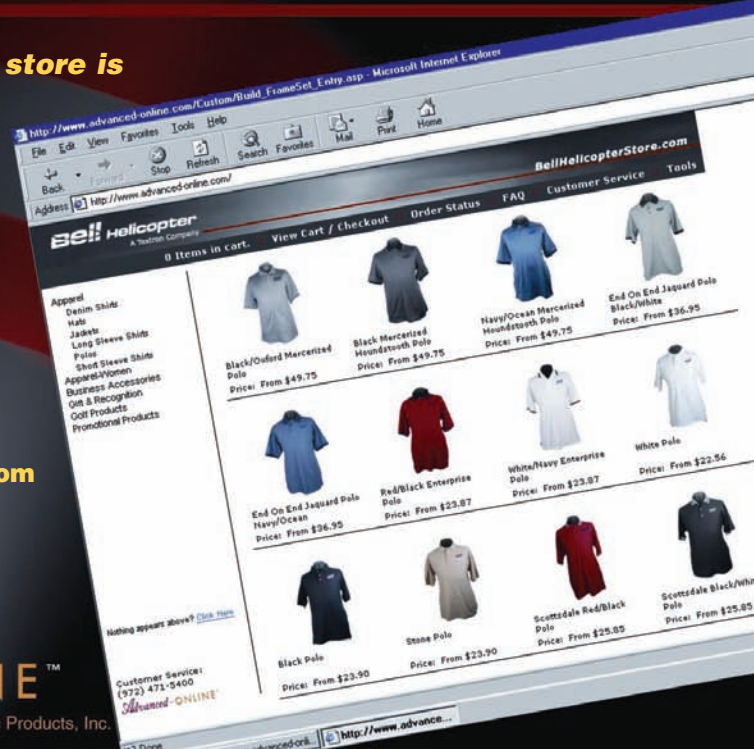 store is
http://www.advanced-online.com/Custom/Build_FrameSet_Entry.asp - Microsoft Internet Explorer
File Edit View Favorites Tools Help
Back Forward Stop Refresh Search Favorites Mail Print Home
Address http://www.advanced-online.com/
Bell Helicopter
A Textron Company
BellHelicopterStore.com
0 Items in cart. View Cart / Checkout Order Status FAQ Customer Service Tools
Apparel
Denim Shirts
Hats
Jackets
Long Sleeve Shirts
Polos
Short Sleeve Shirts
Apparel-Women
Business Accessories
Gift & Recognition
Golf Products
Promotional Products
Black/Oxford Mercerized
Polo
Price: From $49.75
Black Mercerized
Houndstooth Polo
Price: From $49.75
Navy/Ocean Mercerized
Houndstooth Polo
Price: From $49.75
End On End Jaquard Polo
Black/White
Price: From $36.95
End On End Jaquard Polo
Navy/Ocean
Price: From $36.95
Red/Black Enterprise
Polo
Price: From $23.87
White/Navy Enterprise
Polo
Price: From $23.87
White Polo
Price: From $22.56
om
Black Polo
Price: From $23.90
Stone Polo
Price: From $23.90
Scottsdale Red/Black
Polo
Price: From $25.85
Scottsdale Black/Whit
Polo
Price: From $25.85
Nothing appears above? Click Here
Customer Service:
(972) 471-5400
Advanced-ONLINE
NE™
Products, Inc.
Done
http://www.advance...